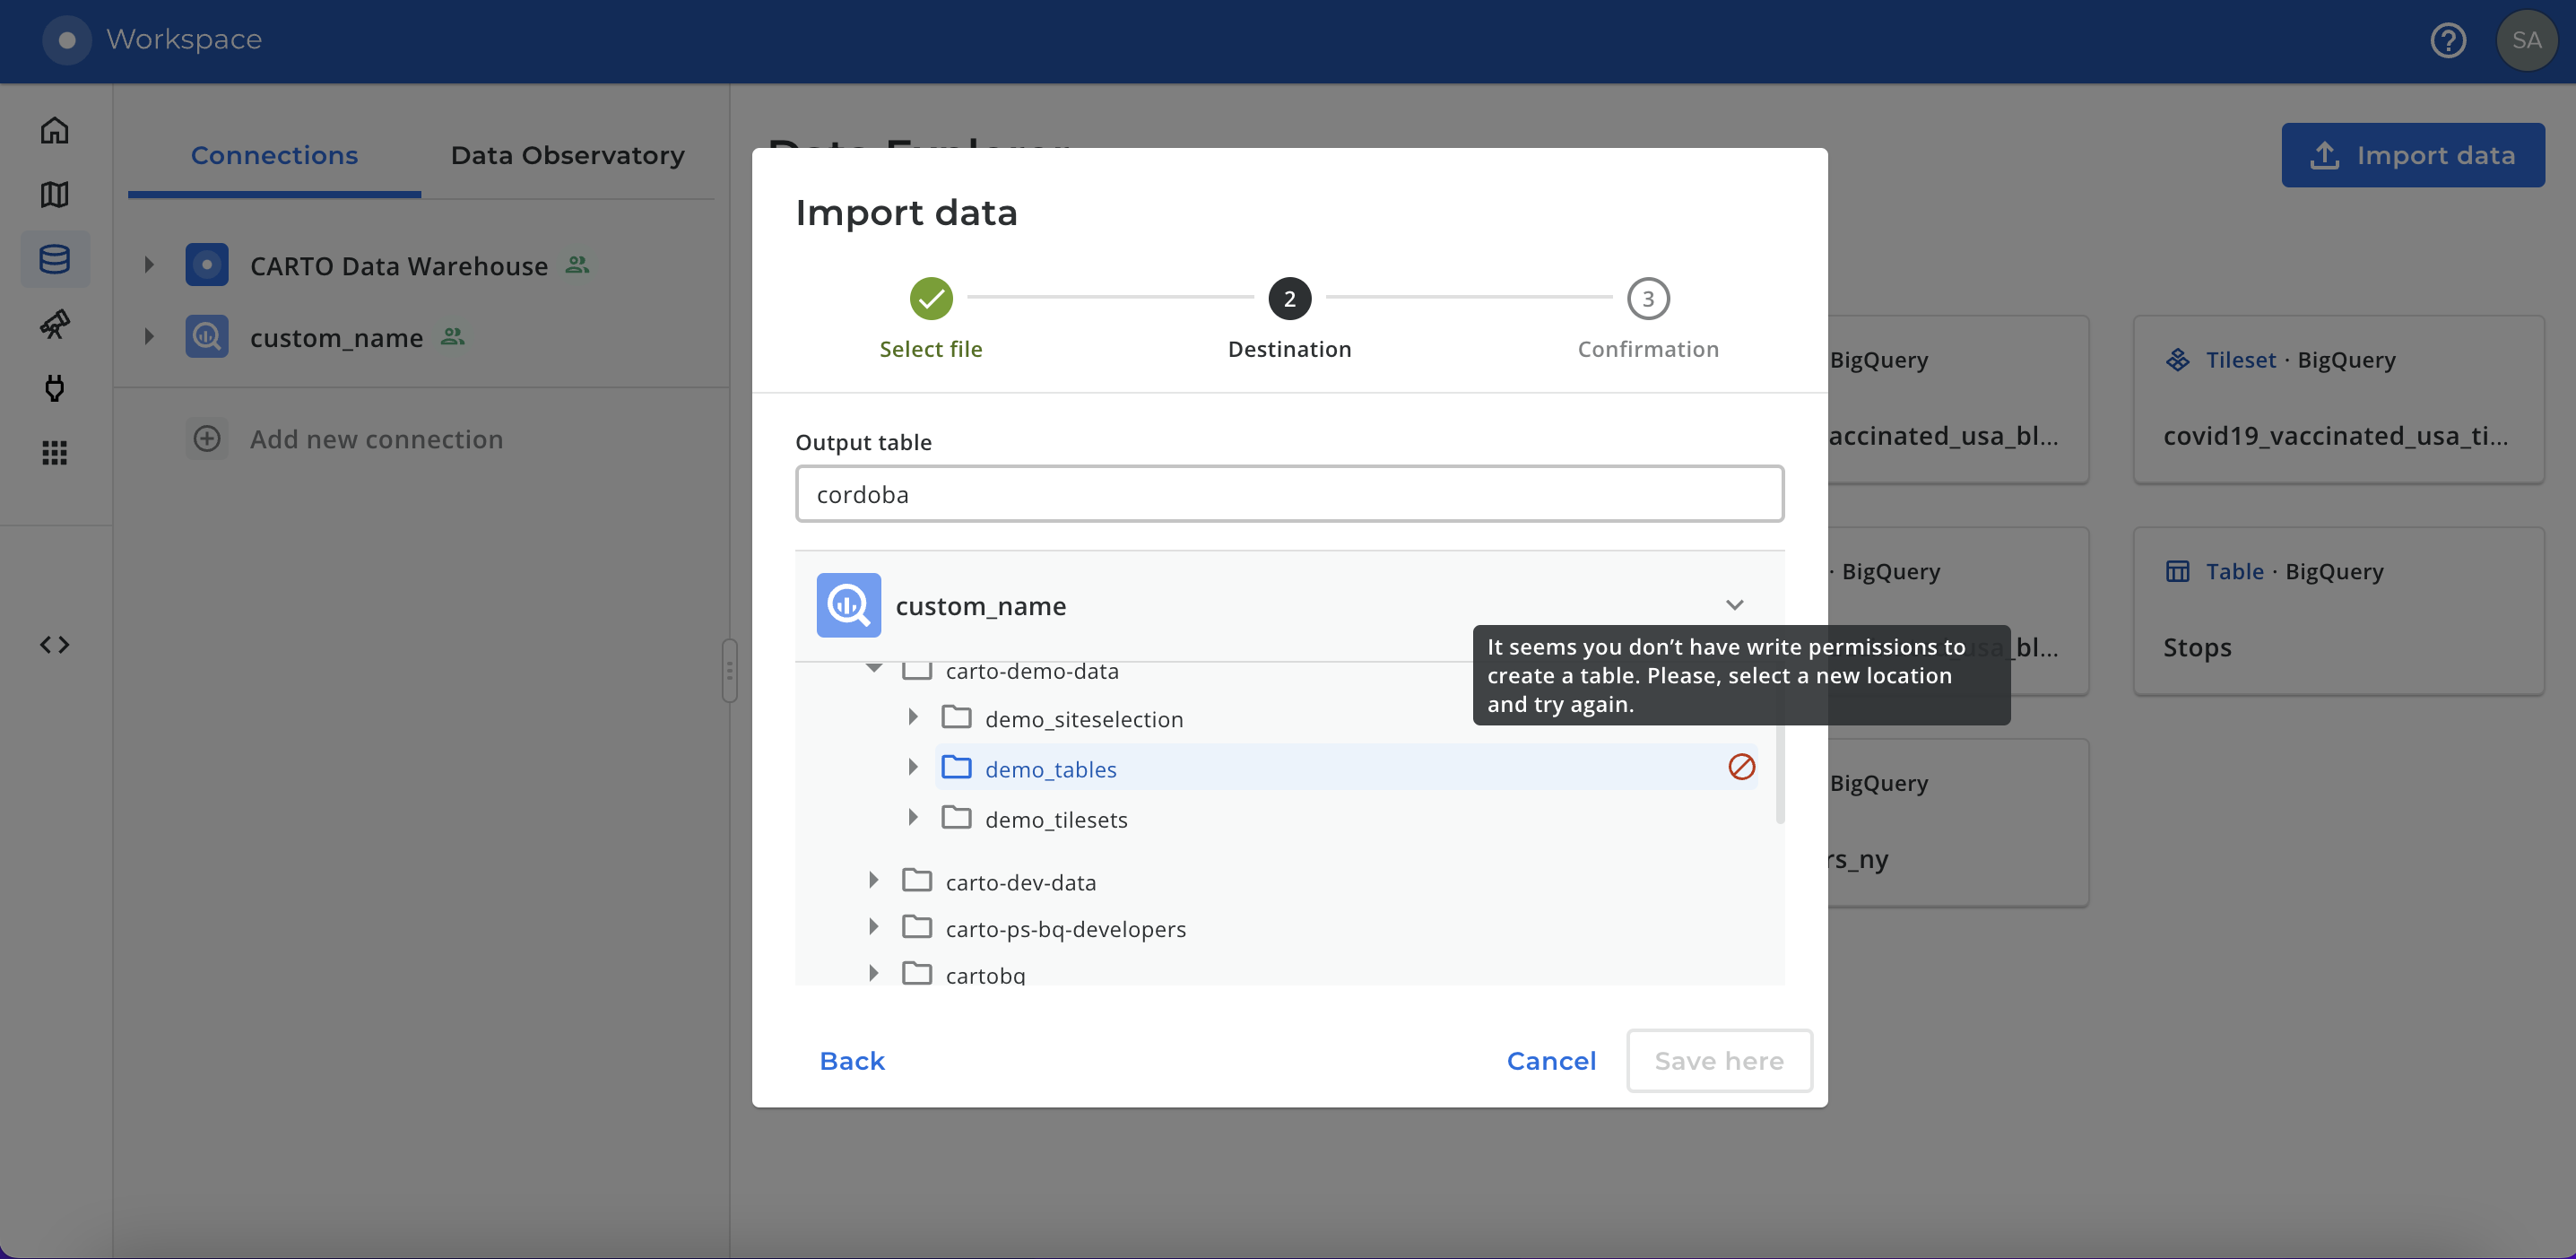 Workspace
SA
Connections
Data Observatory
Import data
CARTO Data Warehouse
custom_name
Add new connection
Import data
2
3
Select file
Destination
Confirmation
Output table
cordoba
custom_name
It seems you don’t have write permissions to
create a table. Please, select a new location
and try again.
carto-demo-data
demo_siteselection
demo_tables
demo_tilesets
carto-dev-data
carto-ps-bq-developers
cartobq
Back
Cancel
Save here
BigQuery
accinated_usa_bl...
Tileset · BigQuery
covid19_vaccinated_usa_ti...
· BigQuery
bl...
Table · BigQuery
Stops
BigQuery
rs_ny